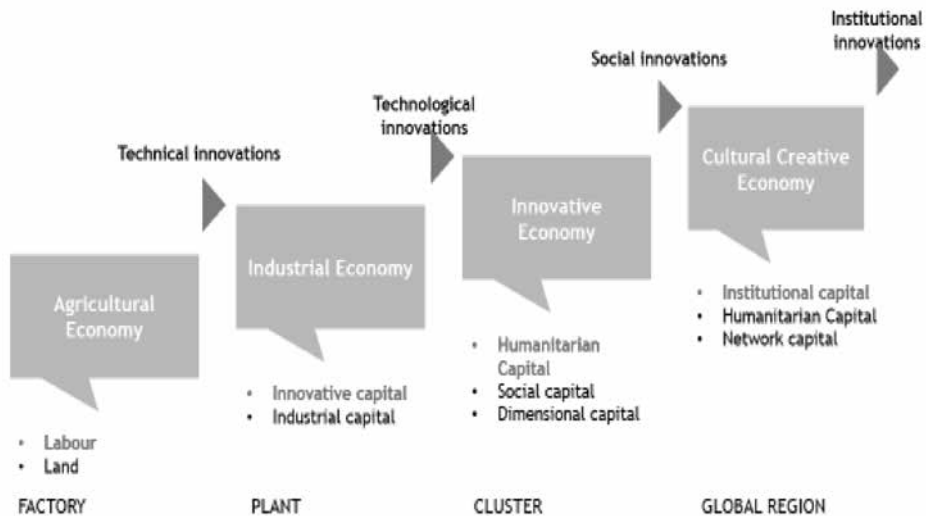 Institutional
innovations
Social innovations
Technological
innovations
Technical innovations
Cultural Creative
Economy
Innovative
Economy
Industrial Economy
Agricultural
Economy
• Institutional capital
• Humanitarian Capital
• Network capital
• Humanitarian
Capital
• Social capital
• Dimensional capital
• Innovative capital
• Industrial capital
• Labour
• Land
FACTORY
PLANT
CLUSTER
GLOBAL REGION